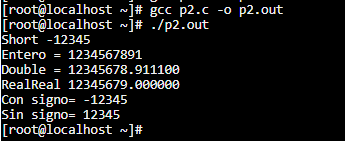 [root@localhost ~]# gcc p2.c -o p2.out
[root@localhost ~]# ./p2.out
Short -12345
Entero = 1234567891
Double = 12345678.911100
RealReal 12345679.000000
Con signo= -12345
Sin signo= 12345
[root@localhost ~]#